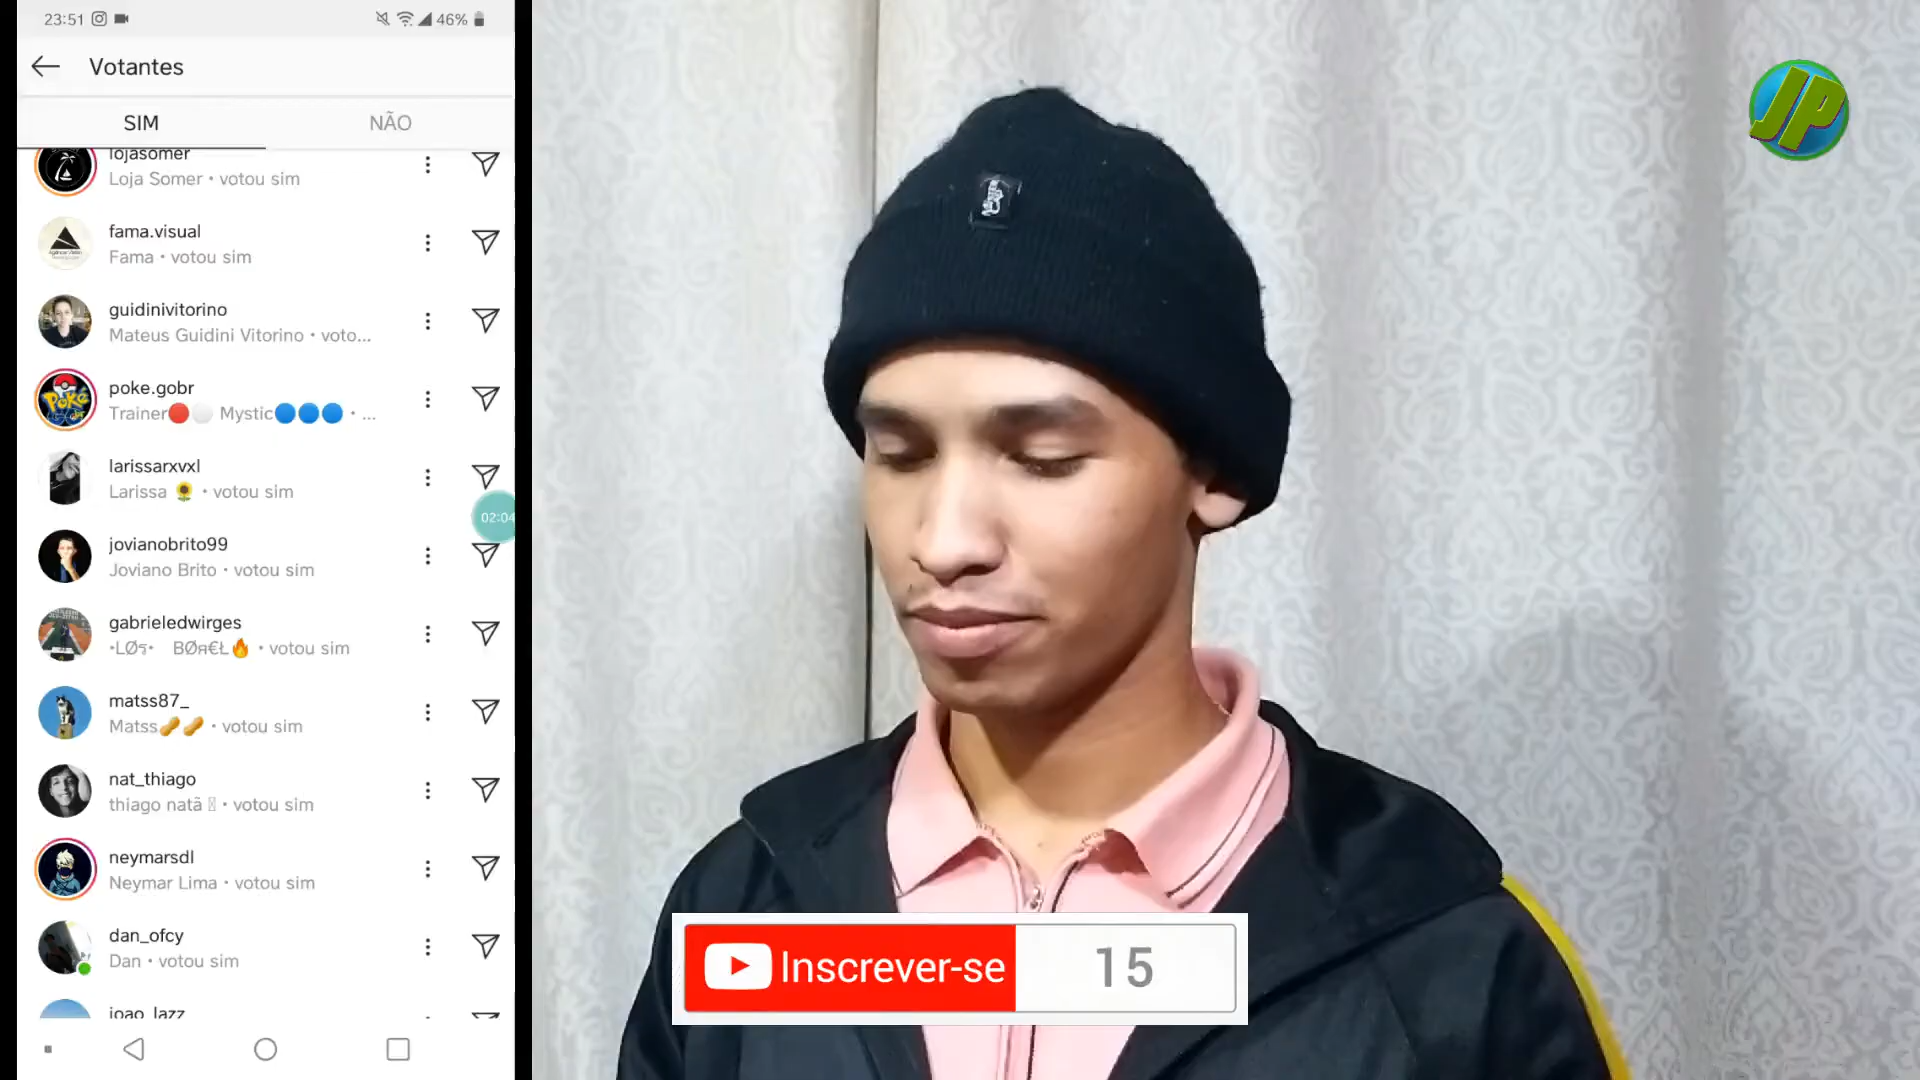 23:51
46%
Votantes
SIM
NÃO
lojasomer
Loja Somer • votou sim
fama.visual
Fama • votou sim
guidinivitorino
Mateus Guidini Vitorino • voto...
poke.gobr
Trainer🔴⚪ Mystic🔵🔵🔵 • ...
larissarxvxl
Larissa 🌻 • votou sim
02:04
jovianobrito99
Joviano Brito • votou sim
gabrieledwirges
•LØ ̷s• BØя€Ł🔥 • votou sim
matss87_
Matss🥜🥜 • votou sim
nat_thiago
thiago natã • votou sim
neymarsdl
Neymar Lima • votou sim
dan_ofcy
Dan • votou sim
joao_lazz
JP
Inscrever-se
15